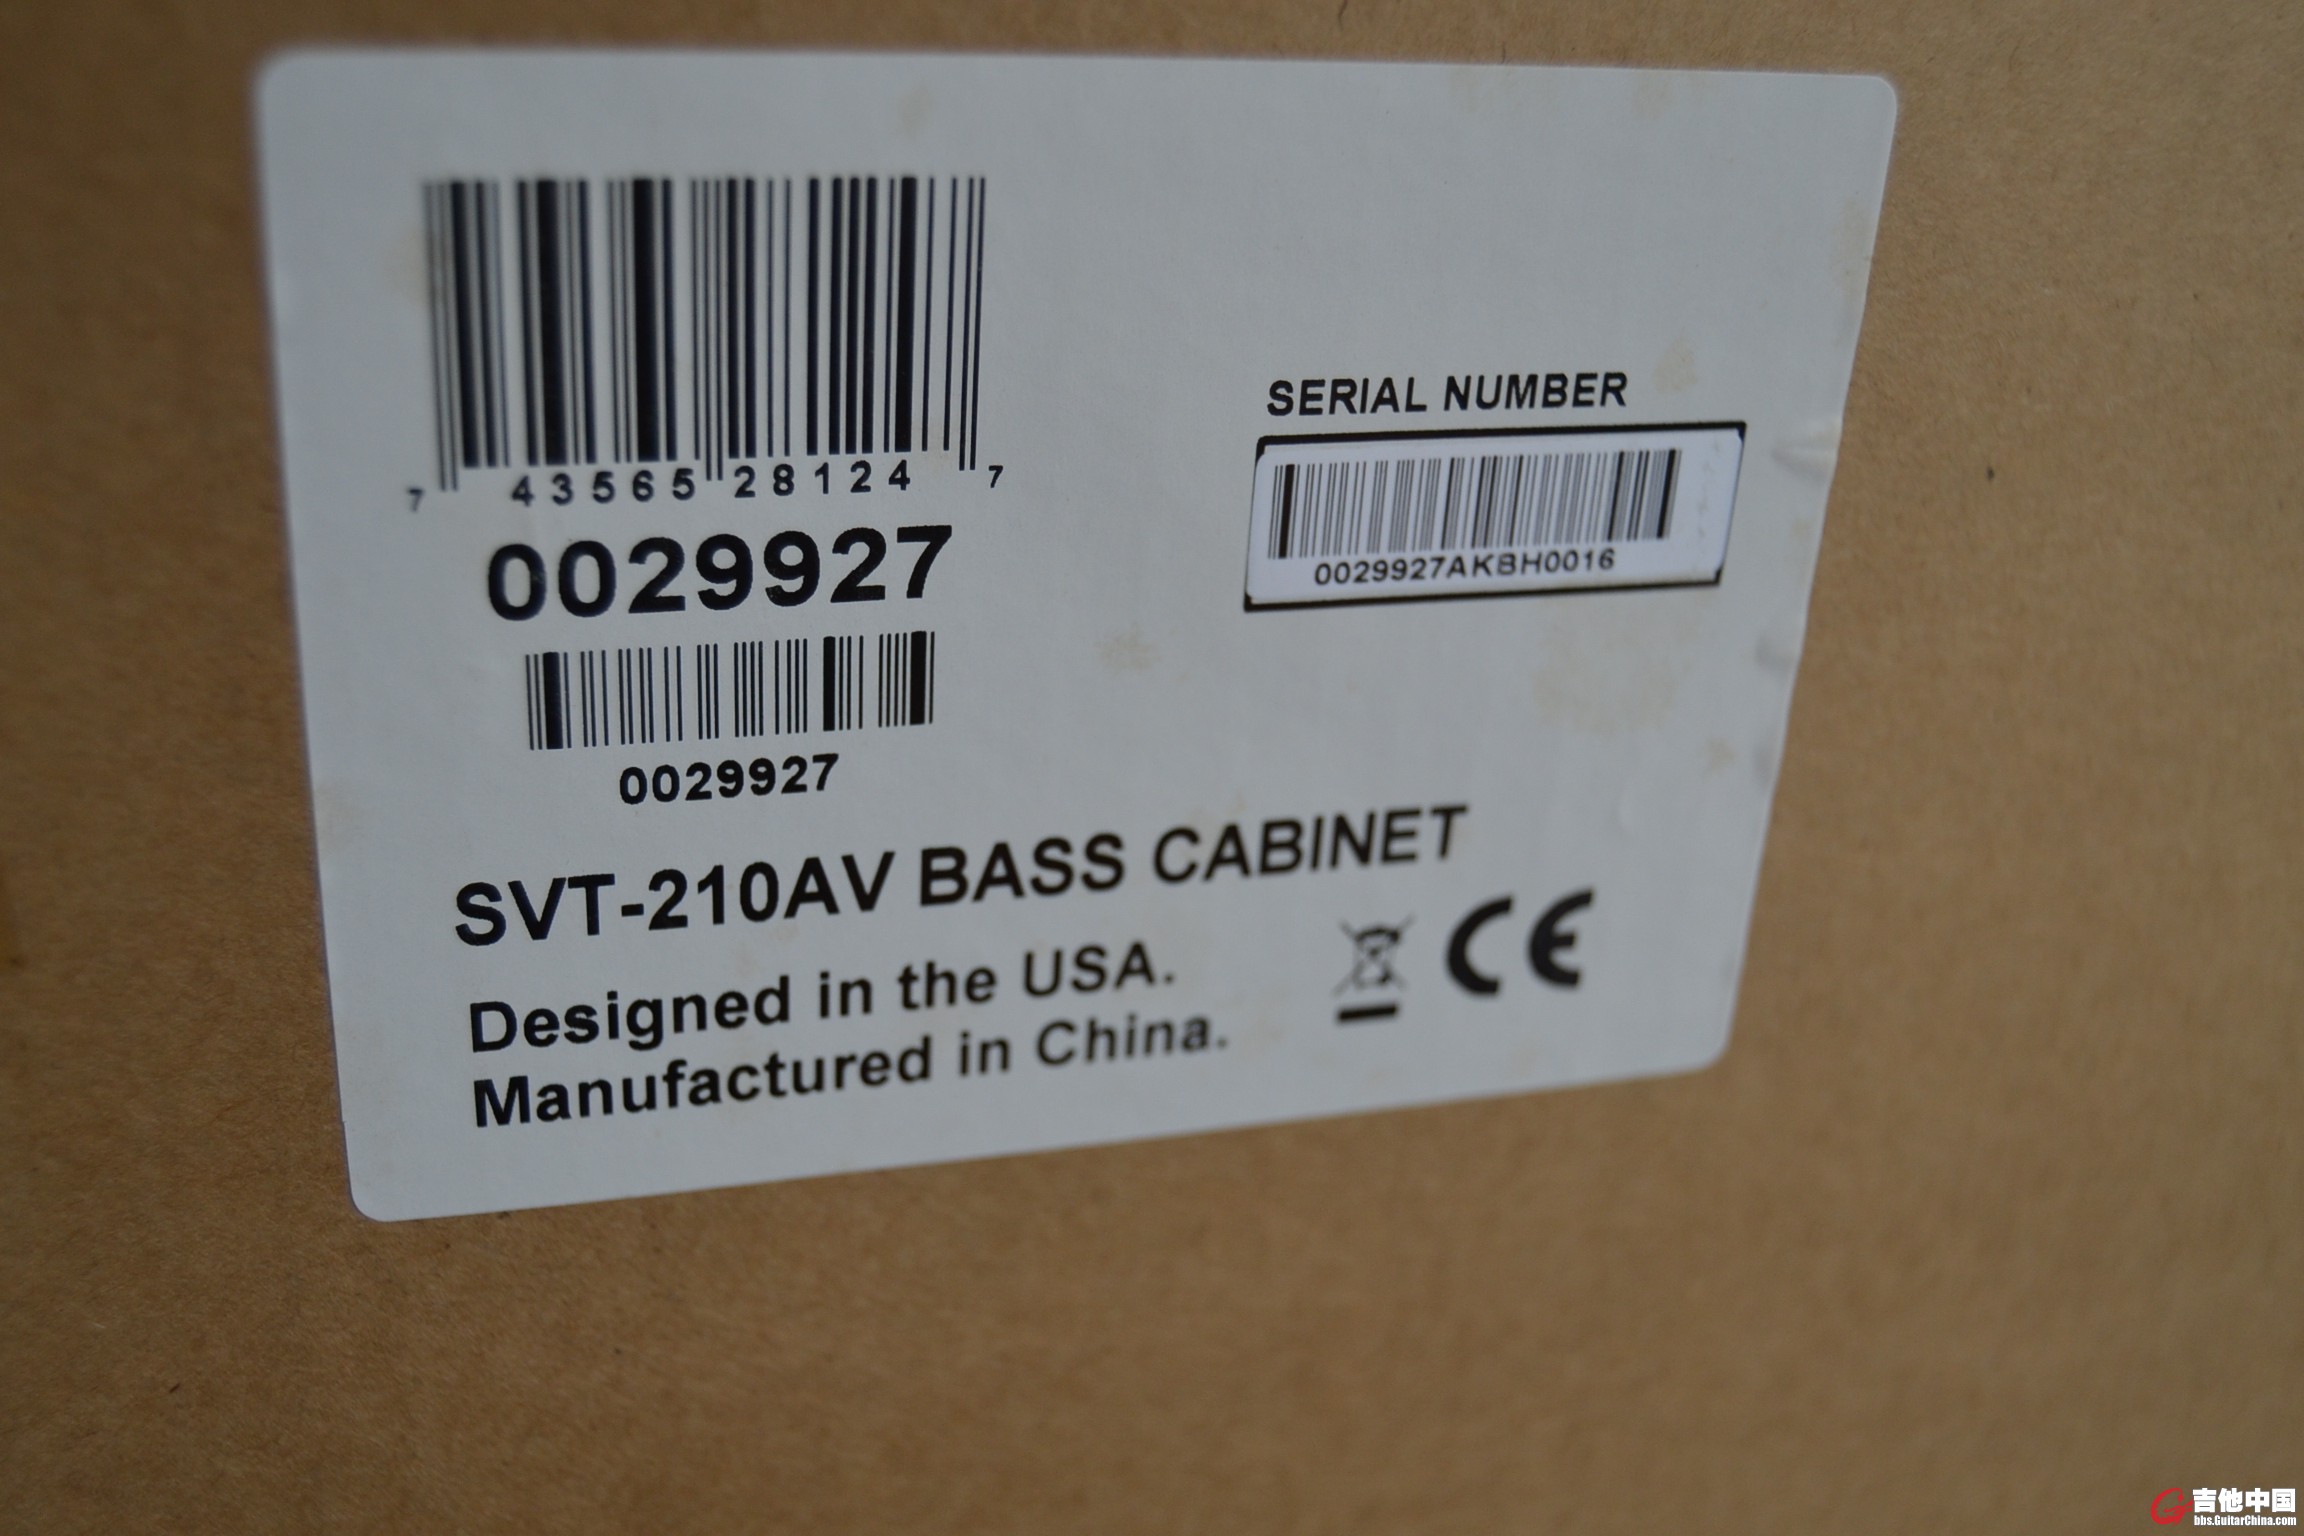 7 43565 28124 7
0029927
0029927
SERIAL NUMBER
0029927AKBH0016
SVT-210AV BASS CABINET
Designed in the USA.
Manufactured in China.
CE
吉他中国
bbs.GuitarChina.com